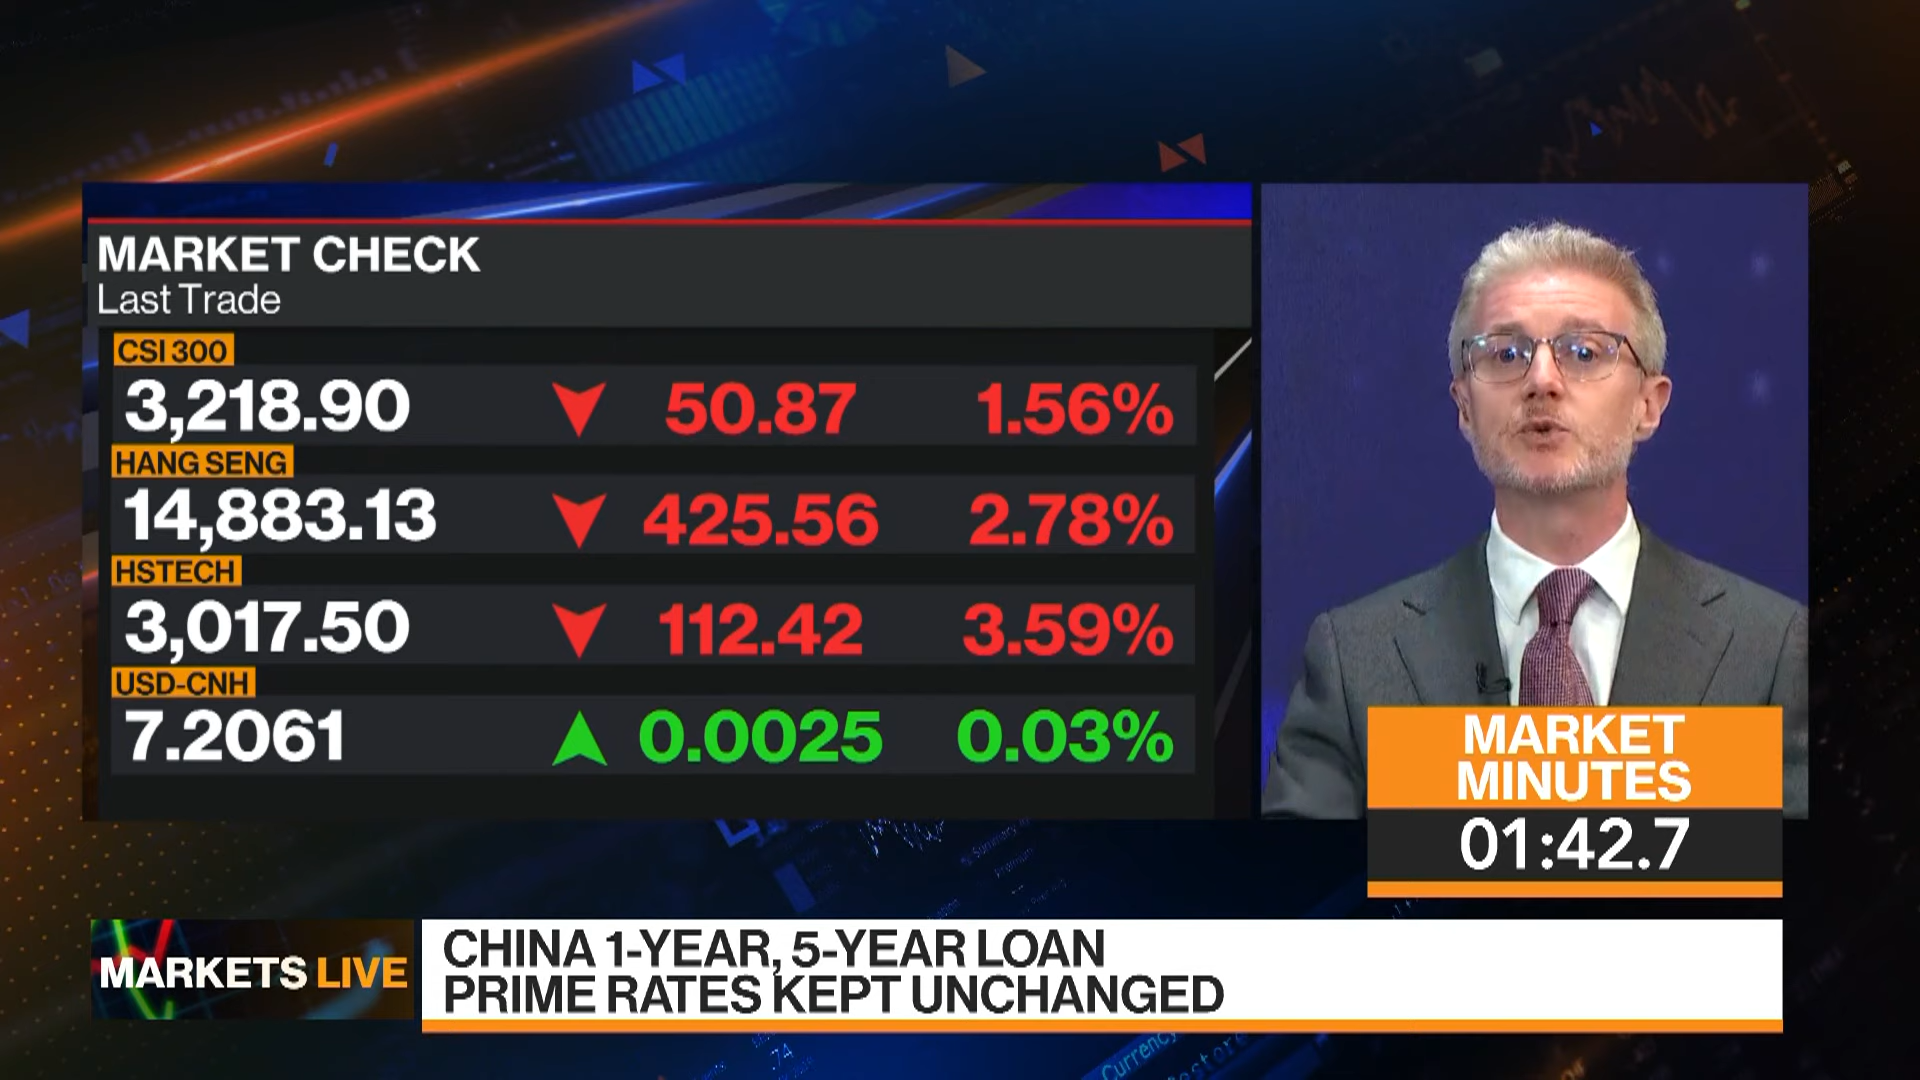 MARKET CHECK
Last Trade
CSI 300
3,218.90 50.87 1.56%
HANG SENG
14,883.13 425.56 2.78%
HSTECH
3,017.50 112.42 3.59%
USD-CNH
7.2061 0.0025 0.03%
MARKET
MINUTES
01:42.7
MARKETS LIVE
CHINA 1-YEAR, 5-YEAR LOAN
PRIME RATES KEPT UNCHANGED
Currency